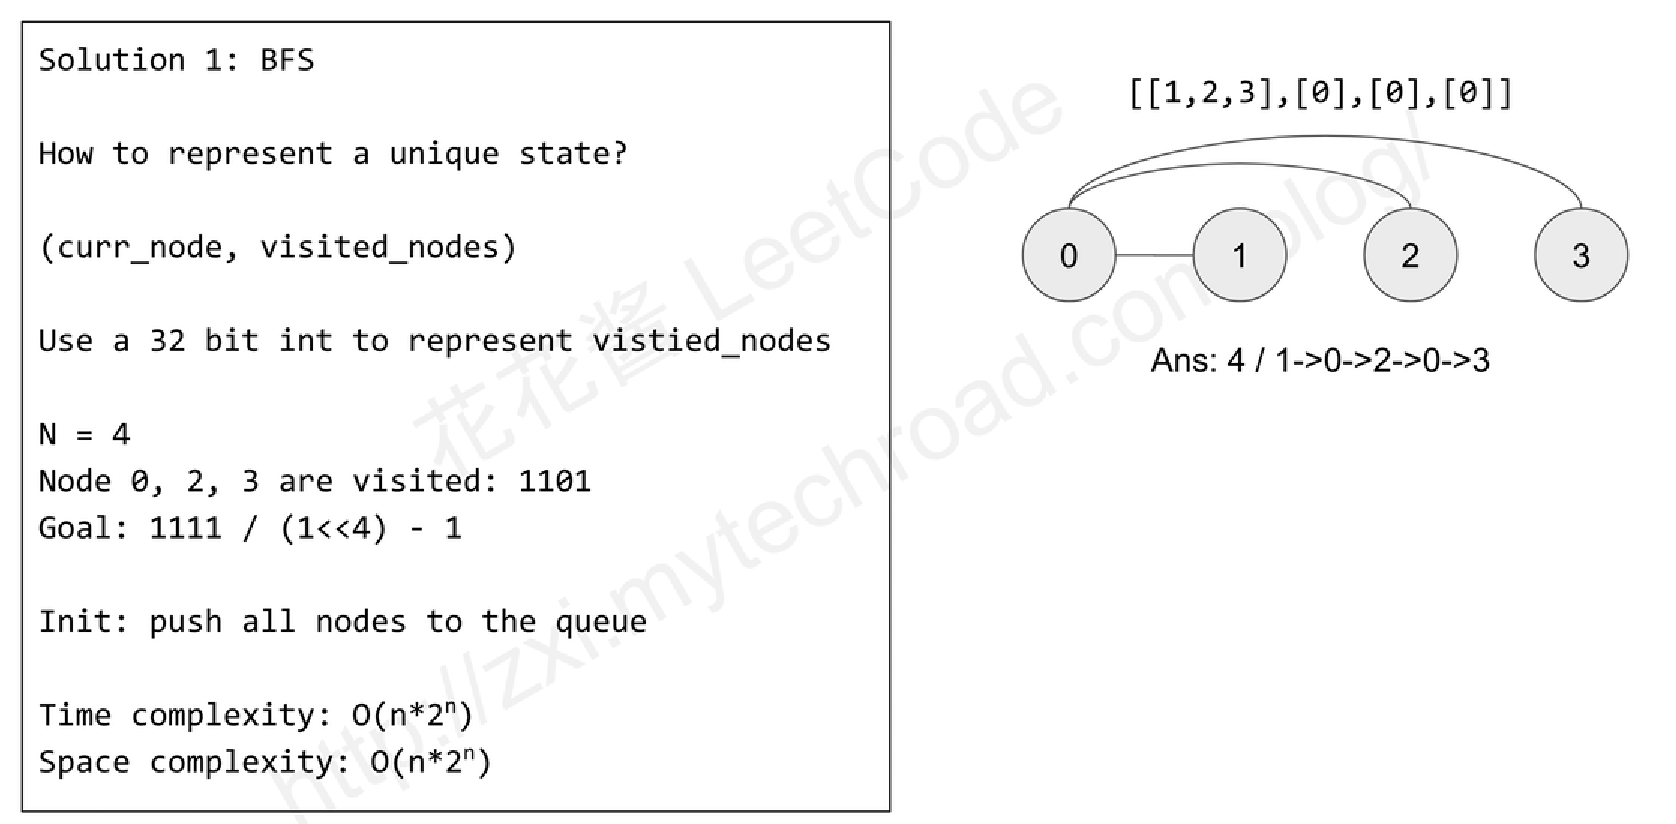 Solution 1: BFS
How to represent a unique state?
(curr_node, visited_nodes)
Use a 32 bit int to represent vistied_nodes
N = 4
Node 0, 2, 3 are visited: 1101
Goal: 1111 / (1<<4) - 1
Init: push all nodes to the queue
Time complexity: O(n*2ⁿ)
Space complexity: O(n*2ⁿ)
[[1,2,3],[0],[0],[0]]
0 1 2 3
Ans: 4 / 1->0->2->0->3
花花酱 LeetCode
http://zxi.mytechroad.com/blog/